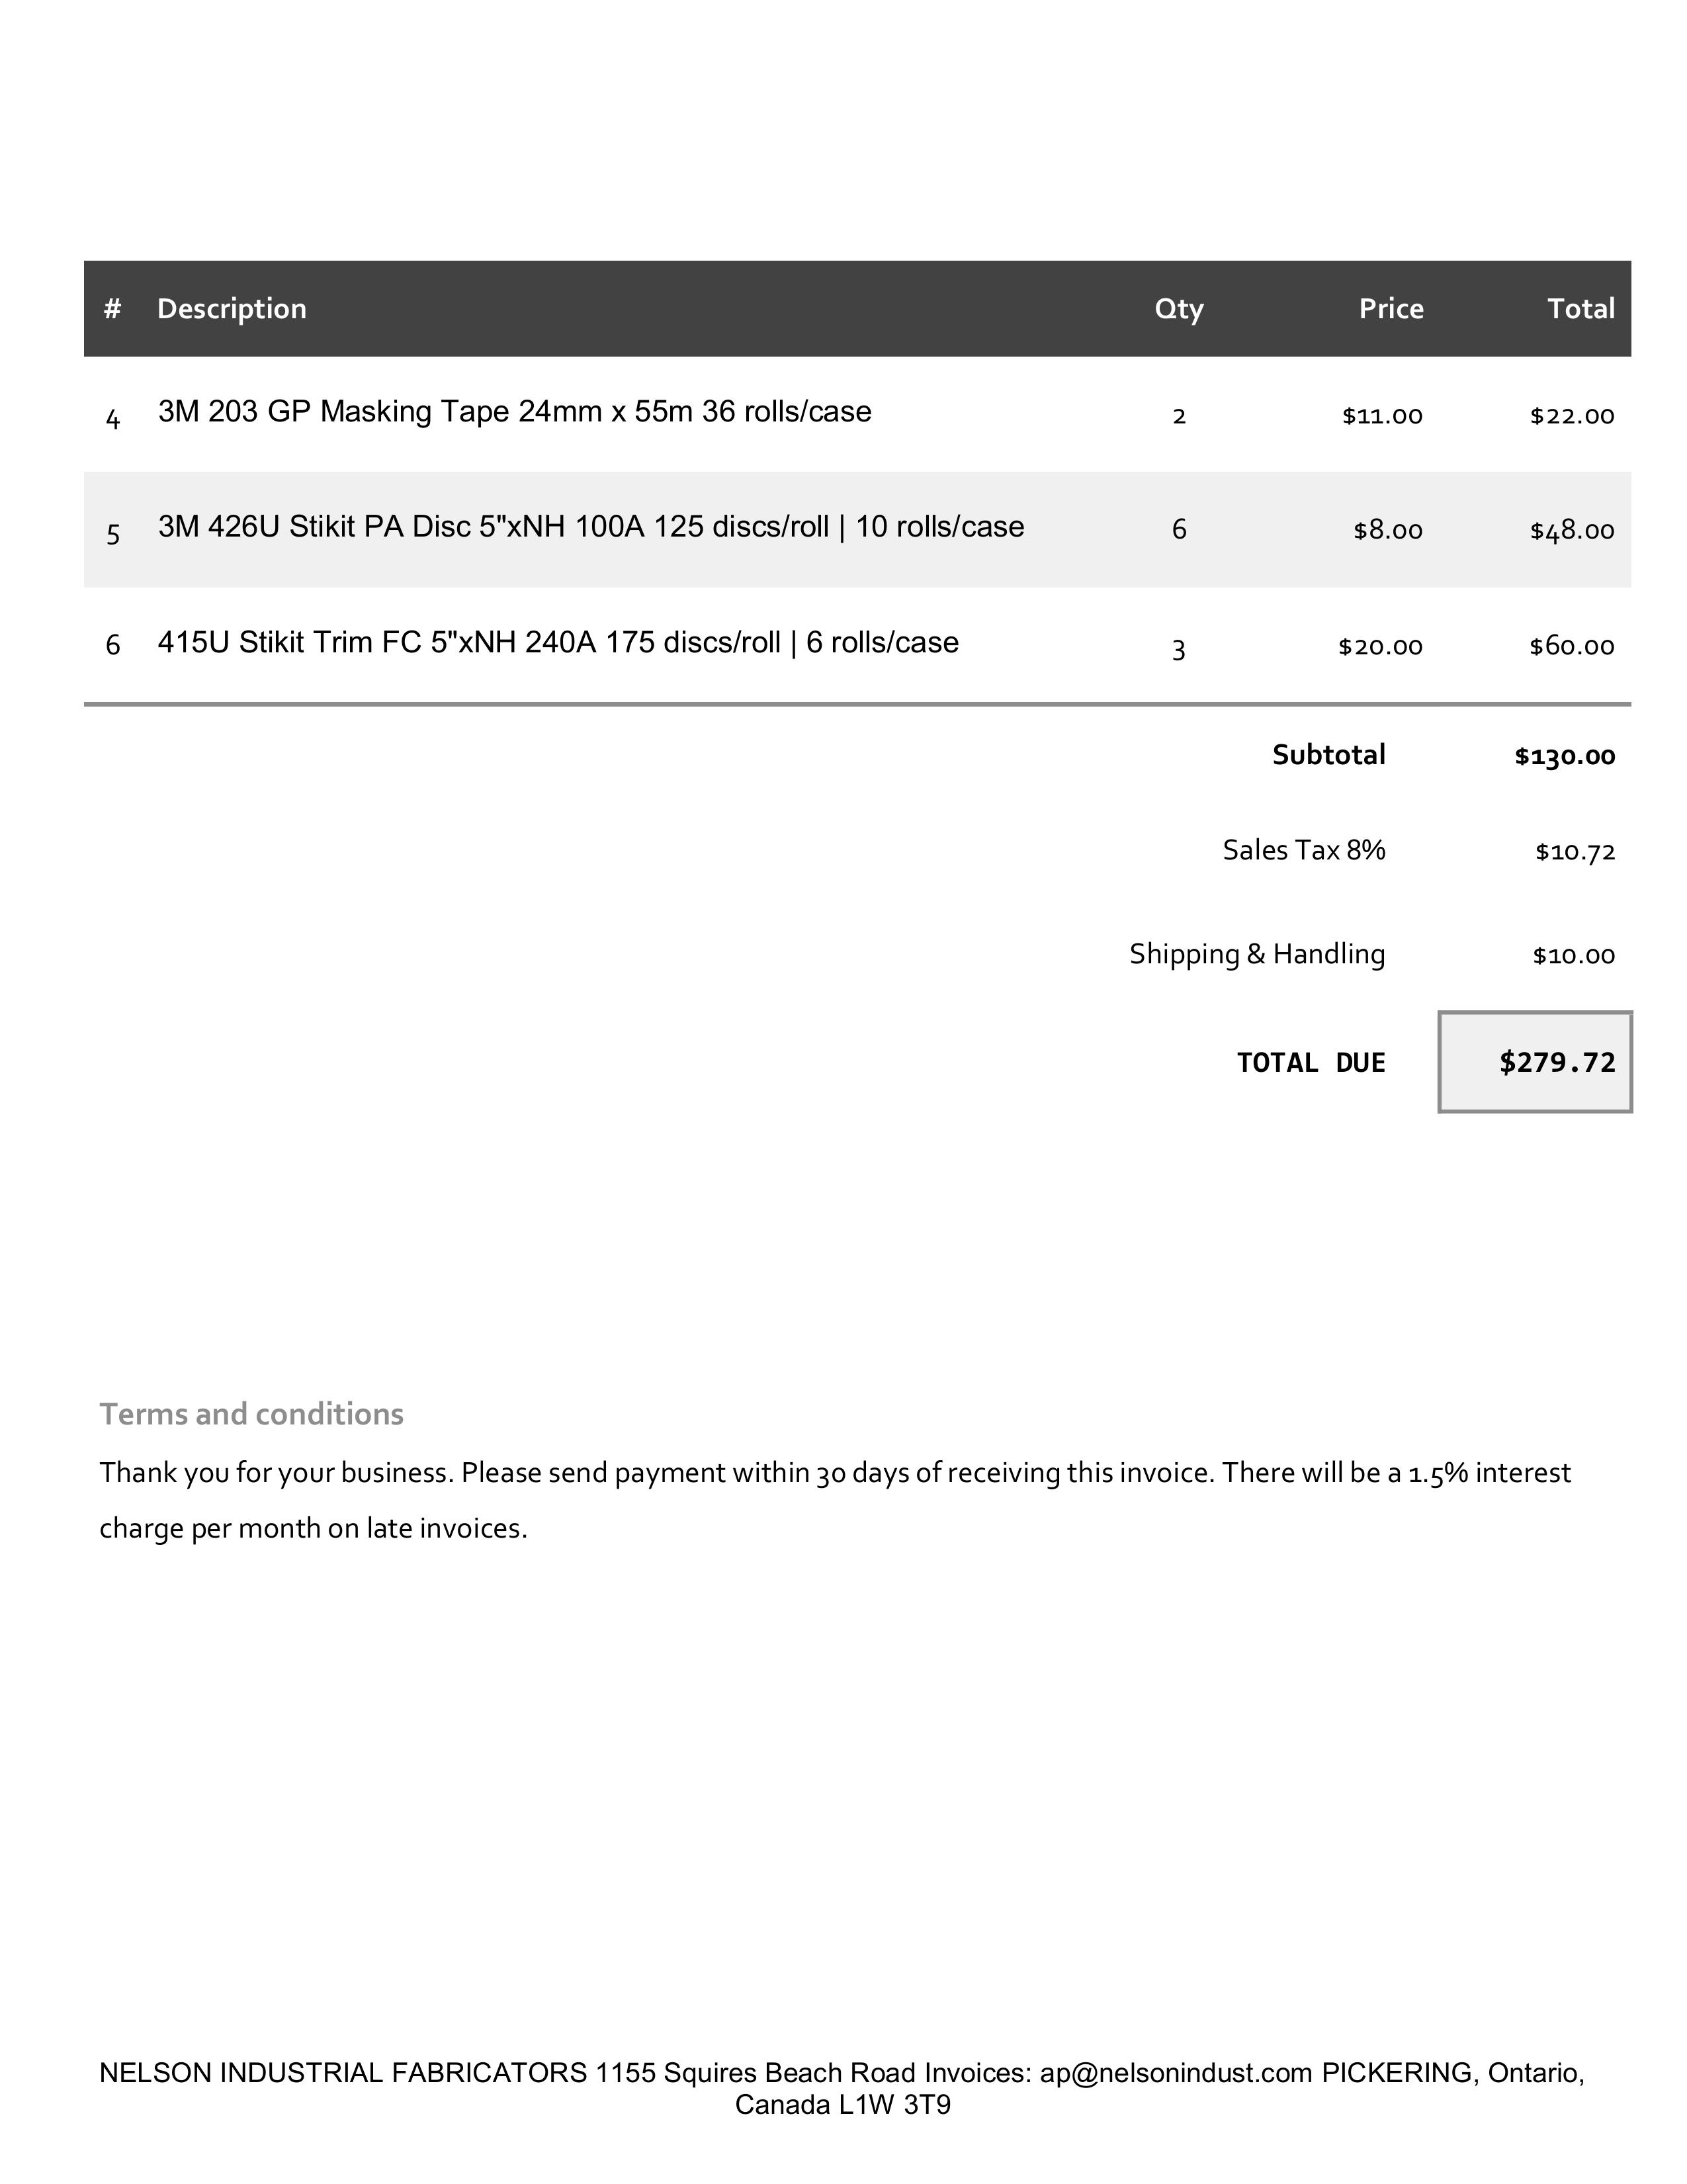 # Description Qty Price Total
4 3M 203 GP Masking Tape 24mm x 55m 36 rolls/case 2 $11.00 $22.00
5 3M 426U Stikit PA Disc 5"xNH 100A 125 discs/roll | 10 rolls/case 6 $8.00 $48.00
6 415U Stikit Trim FC 5"xNH 240A 175 discs/roll | 6 rolls/case 3 $20.00 $60.00
Subtotal $130.00
Sales Tax 8% $10.72
Shipping & Handling $10.00
TOTAL DUE $279.72
Terms and conditions
Thank you for your business. Please send payment within 30 days of receiving this invoice. There will be a 1.5% interest
charge per month on late invoices.
NELSON INDUSTRIAL FABRICATORS 1155 Squires Beach Road Invoices: ap@nelsonindust.com PICKERING, Ontario,
Canada L1W 3T9